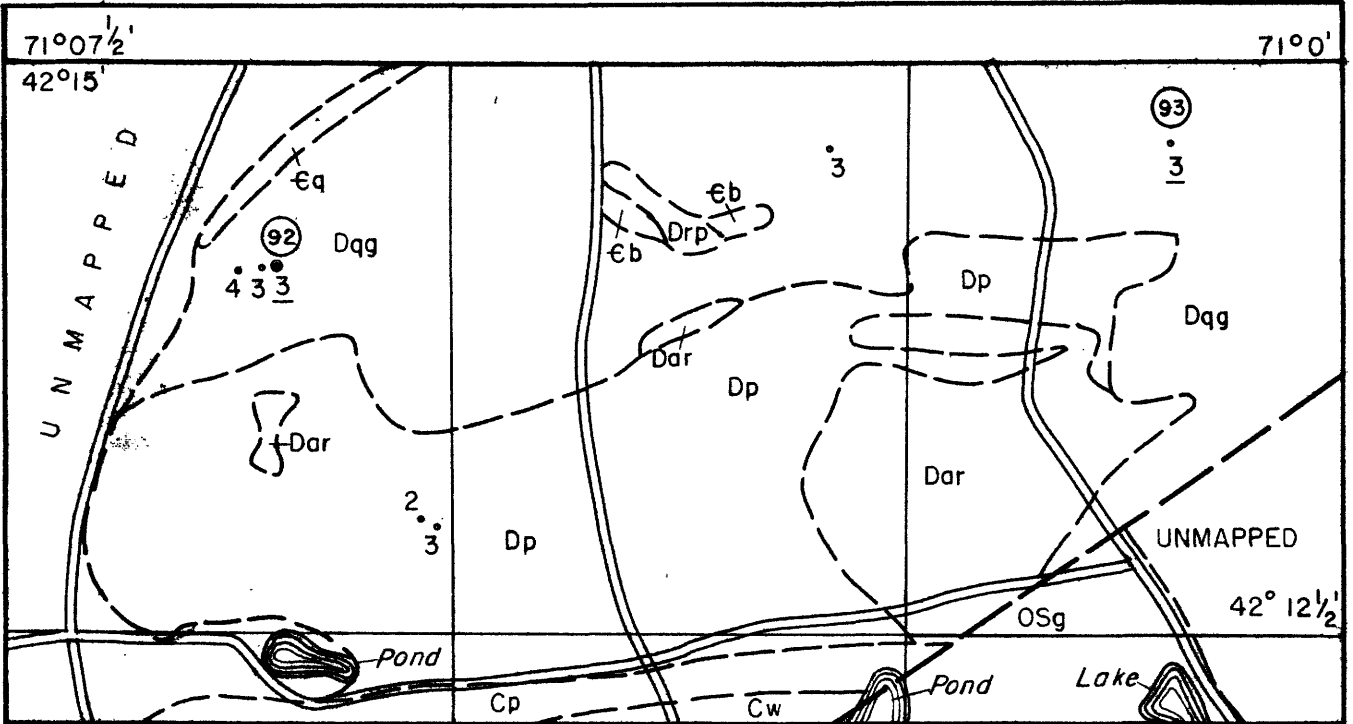 71°07½' 71°0'
42°15'
UNMAPPED
93
3
3
Єq
Єb
Drp
Єb
92
Dqg
4 3 3
Dp
Dqg
Dar
Dp
Dar
Dar
2
3
Dp
UNMAPPED
42° 12½'
OSg
Pond
Pond
Lake
Cp
Cw